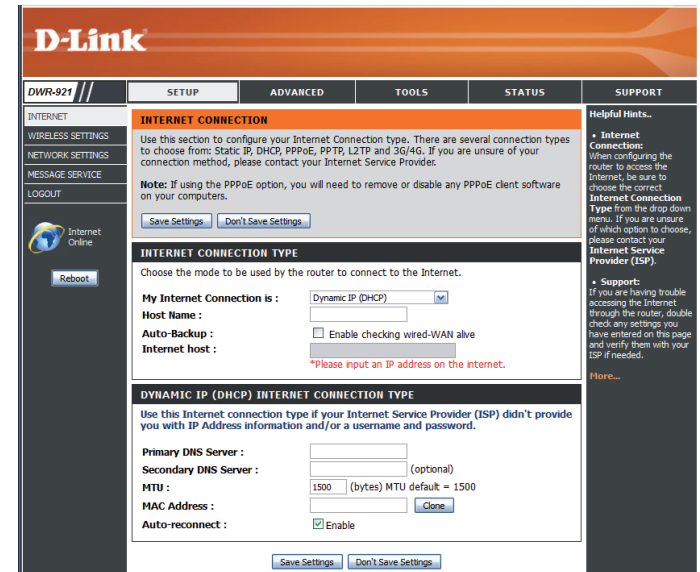 D-Link
DWR-921
SETUP
ADVANCED
TOOLS
STATUS
SUPPORT
INTERNET
WIRELESS SETTINGS
NETWORK SETTINGS
MESSAGE SERVICE
LOGOUT
Internet
Online
Reboot
INTERNET CONNECTION
Use this section to configure your Internet Connection type. There are several connection types
to choose from: Static IP, DHCP, PPPoE, PPTP, L2TP and 3G/4G. If you are unsure of your
connection method, please contact your Internet Service Provider.
Note: If using the PPPoE option, you will need to remove or disable any PPPoE client software
on your computers.
Save Settings Don't Save Settings
INTERNET CONNECTION TYPE
Choose the mode to be used by the router to connect to the Internet.
My Internet Connection is : Dynamic IP (DHCP)
Host Name :
Auto-Backup : Enable checking wired-WAN alive
Internet host :
*Please input an IP address on the internet.
DYNAMIC IP (DHCP) INTERNET CONNECTION TYPE
Use this Internet connection type if your Internet Service Provider (ISP) didn't provide
you with IP Address information and/or a username and password.
Primary DNS Server :
Secondary DNS Server : (optional)
MTU : 1500 (bytes) MTU default = 1500
MAC Address : Clone
Auto-reconnect : Enable
Save Settings Don't Save Settings
Helpful Hints..
• Internet
Connection:
When configuring the
router to access the
Internet, be sure to
choose the correct
Internet Connection
Type from the drop down
menu. If you are unsure
of which option to choose,
please contact your
Internet Service
Provider (ISP).
• Support:
If you are having trouble
accessing the Internet
through the router, double
check any settings you
have entered on this page
and verify them with your
ISP if needed.
More...